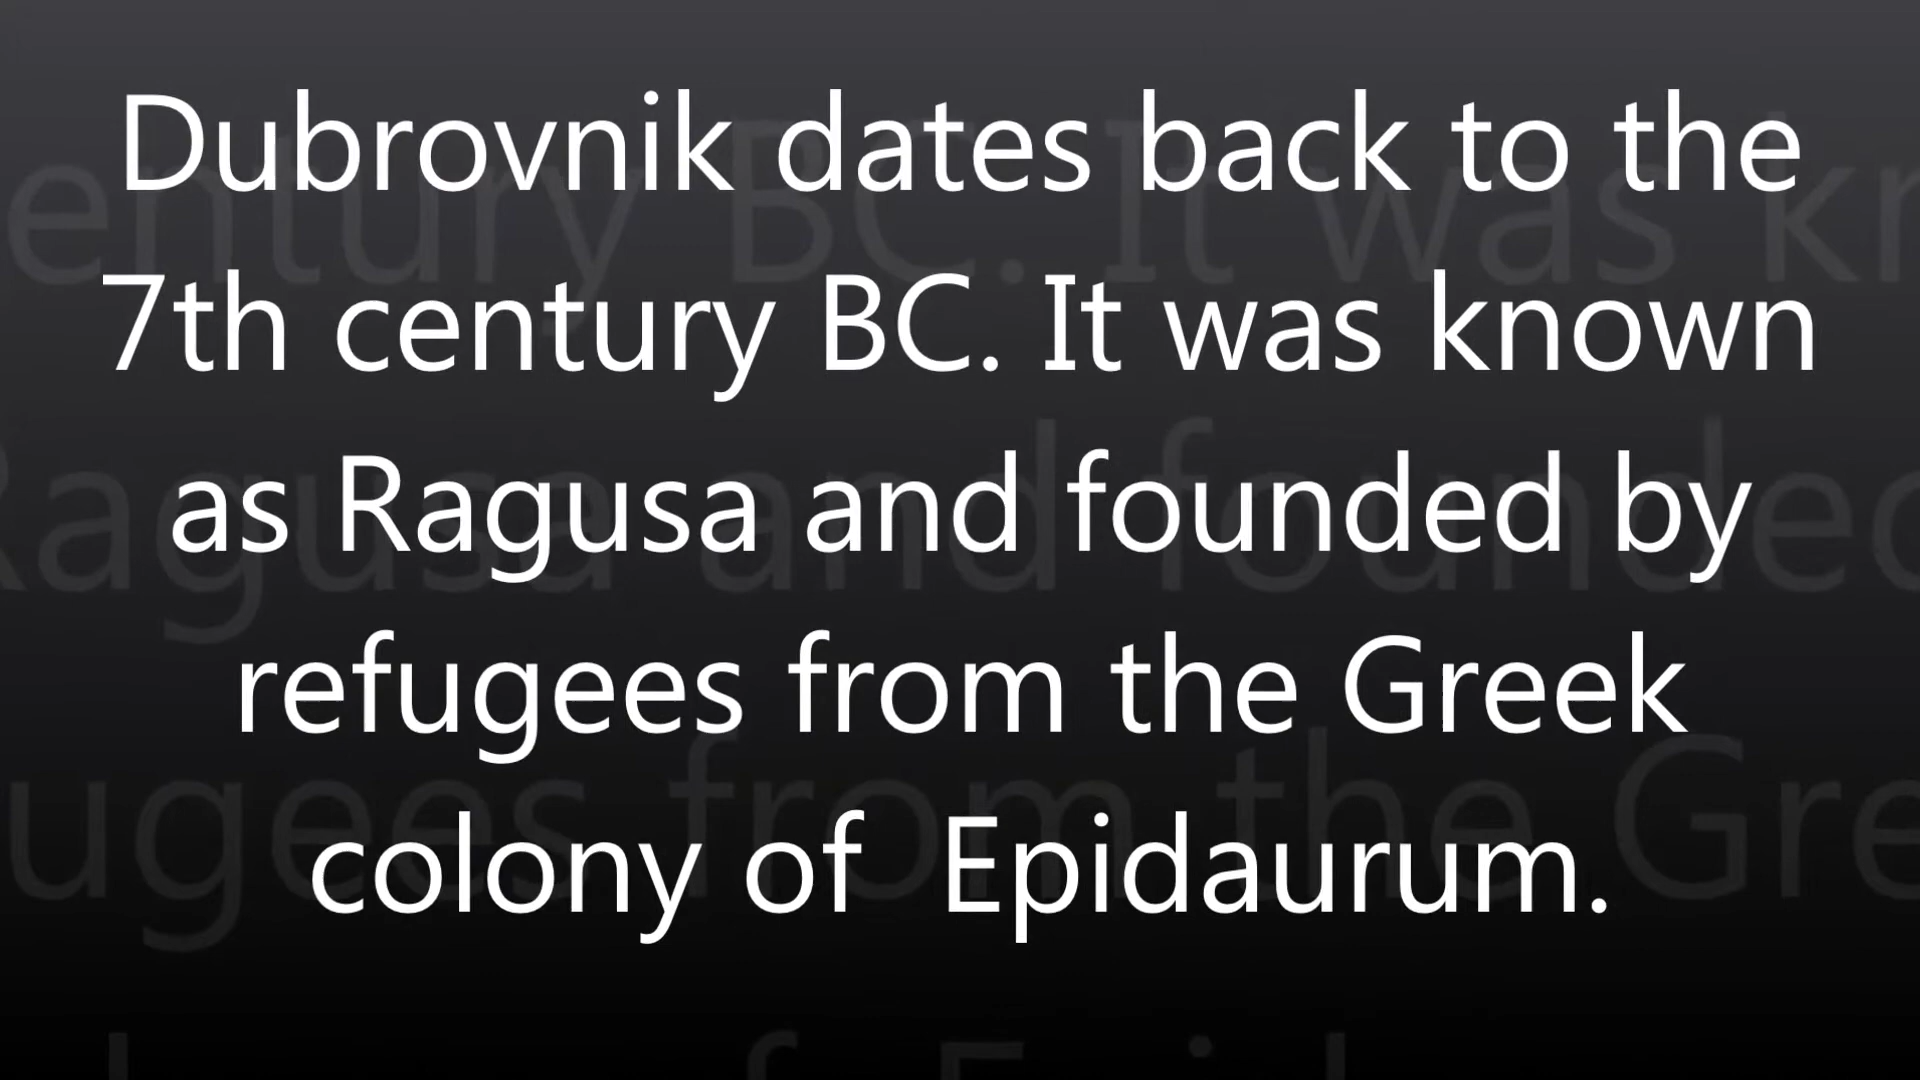 Dubrovnik dates back to the
7th century BC. It was known
as Ragusa and founded by
refugees from the Greek
colony of  Epidaurum.